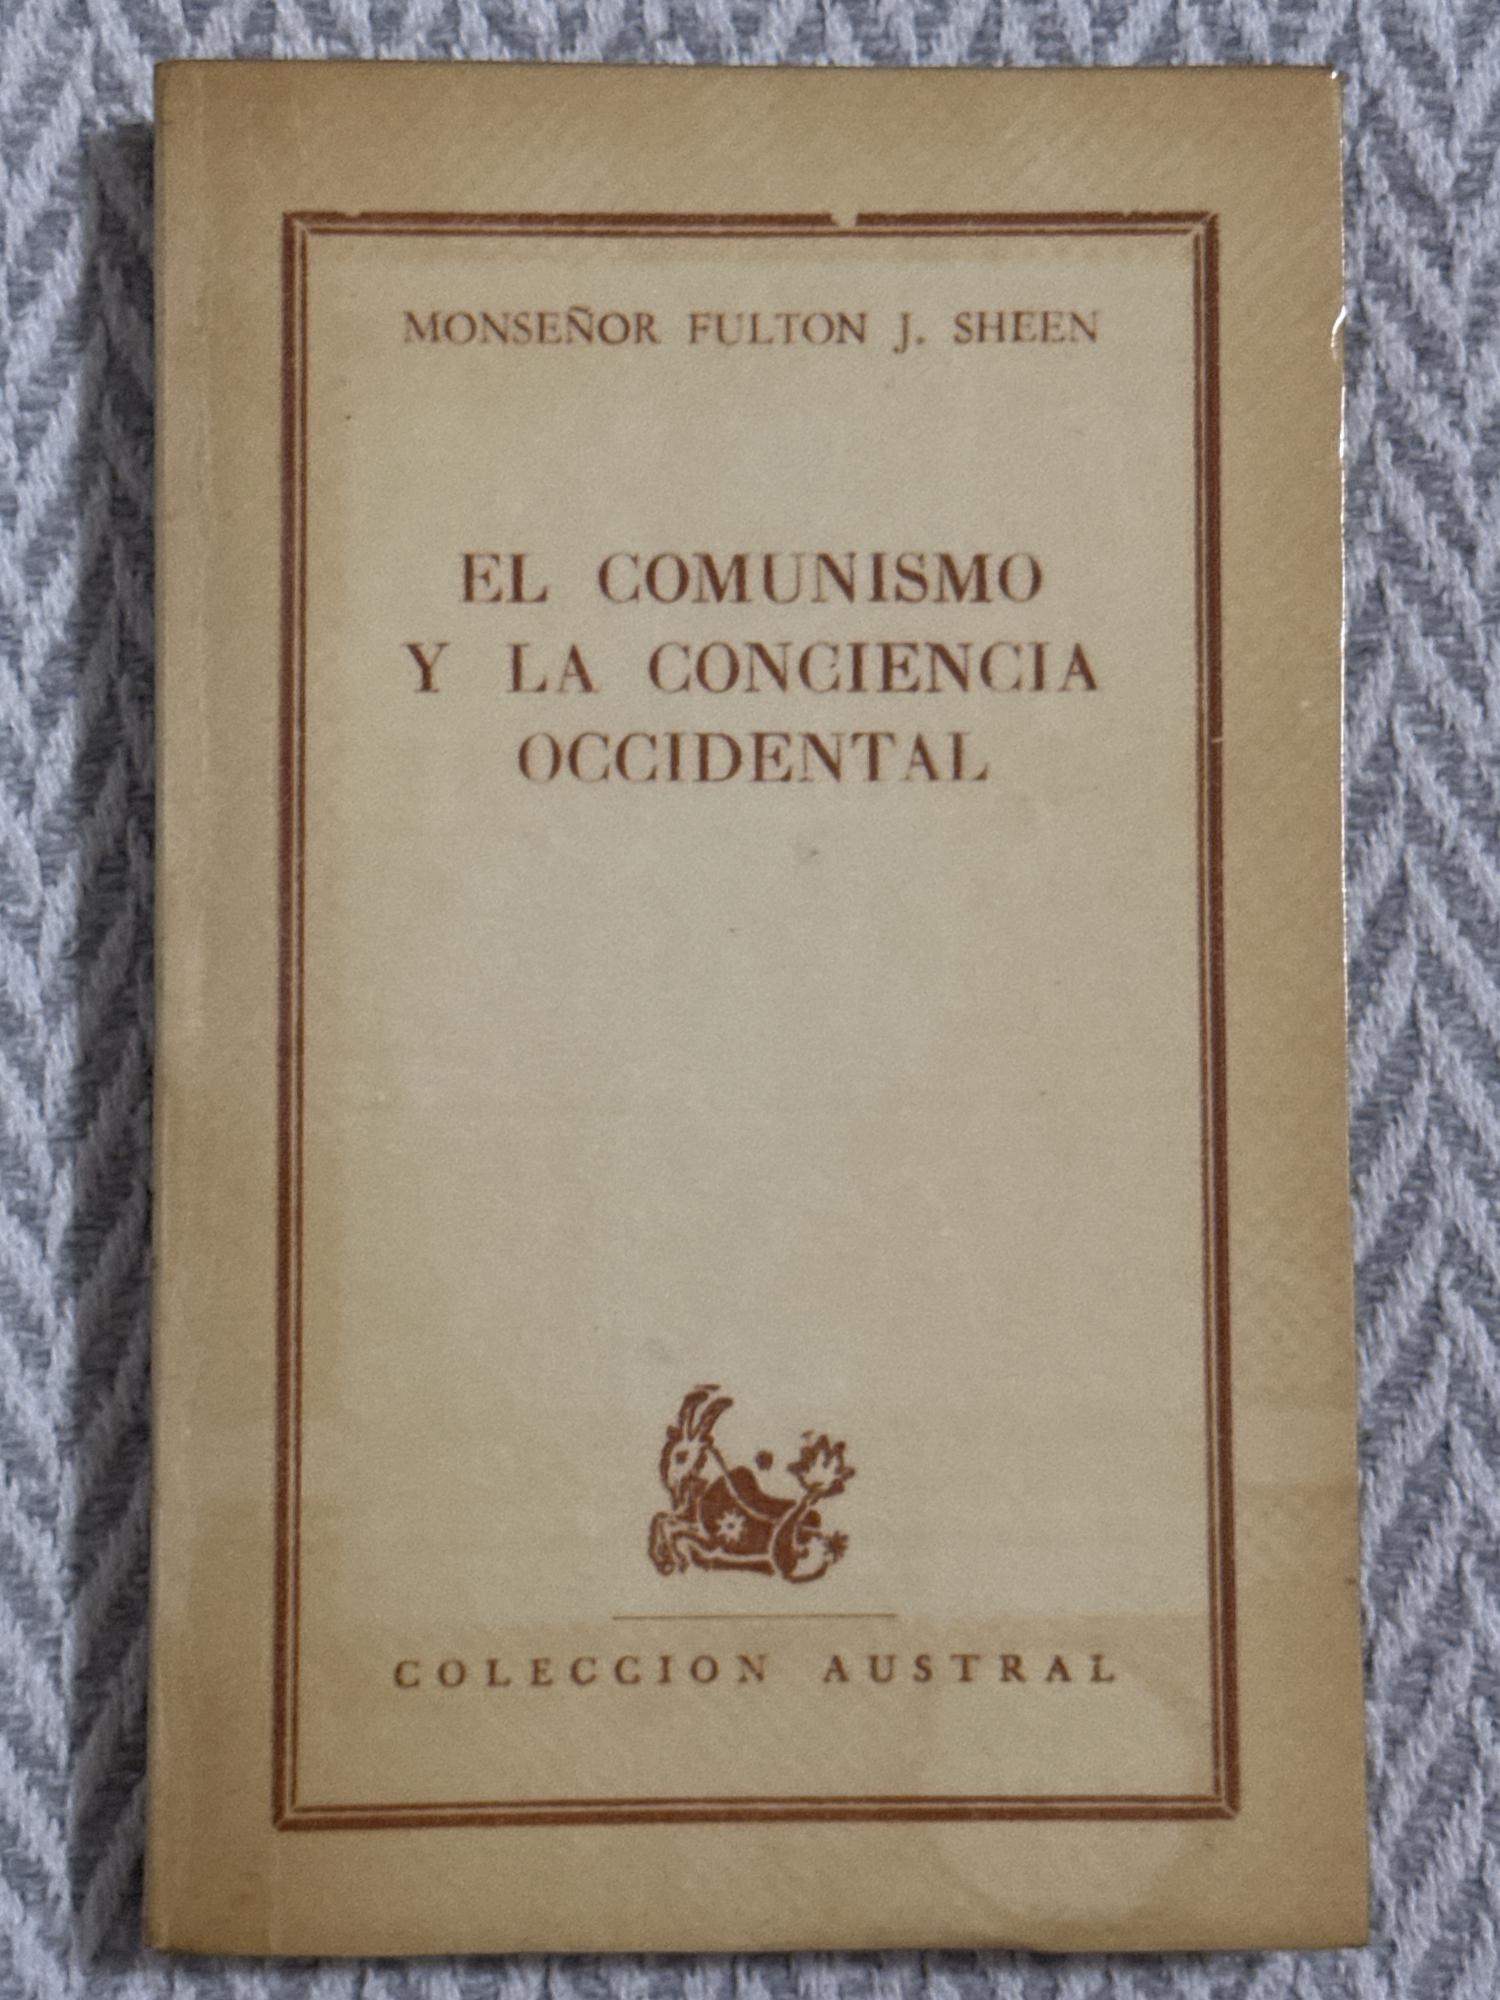 MONSEÑOR FULTON J. SHEEN
EL COMUNISMO
Y LA CONCIENCIA
OCCIDENTAL
COLECCION AUSTRAL